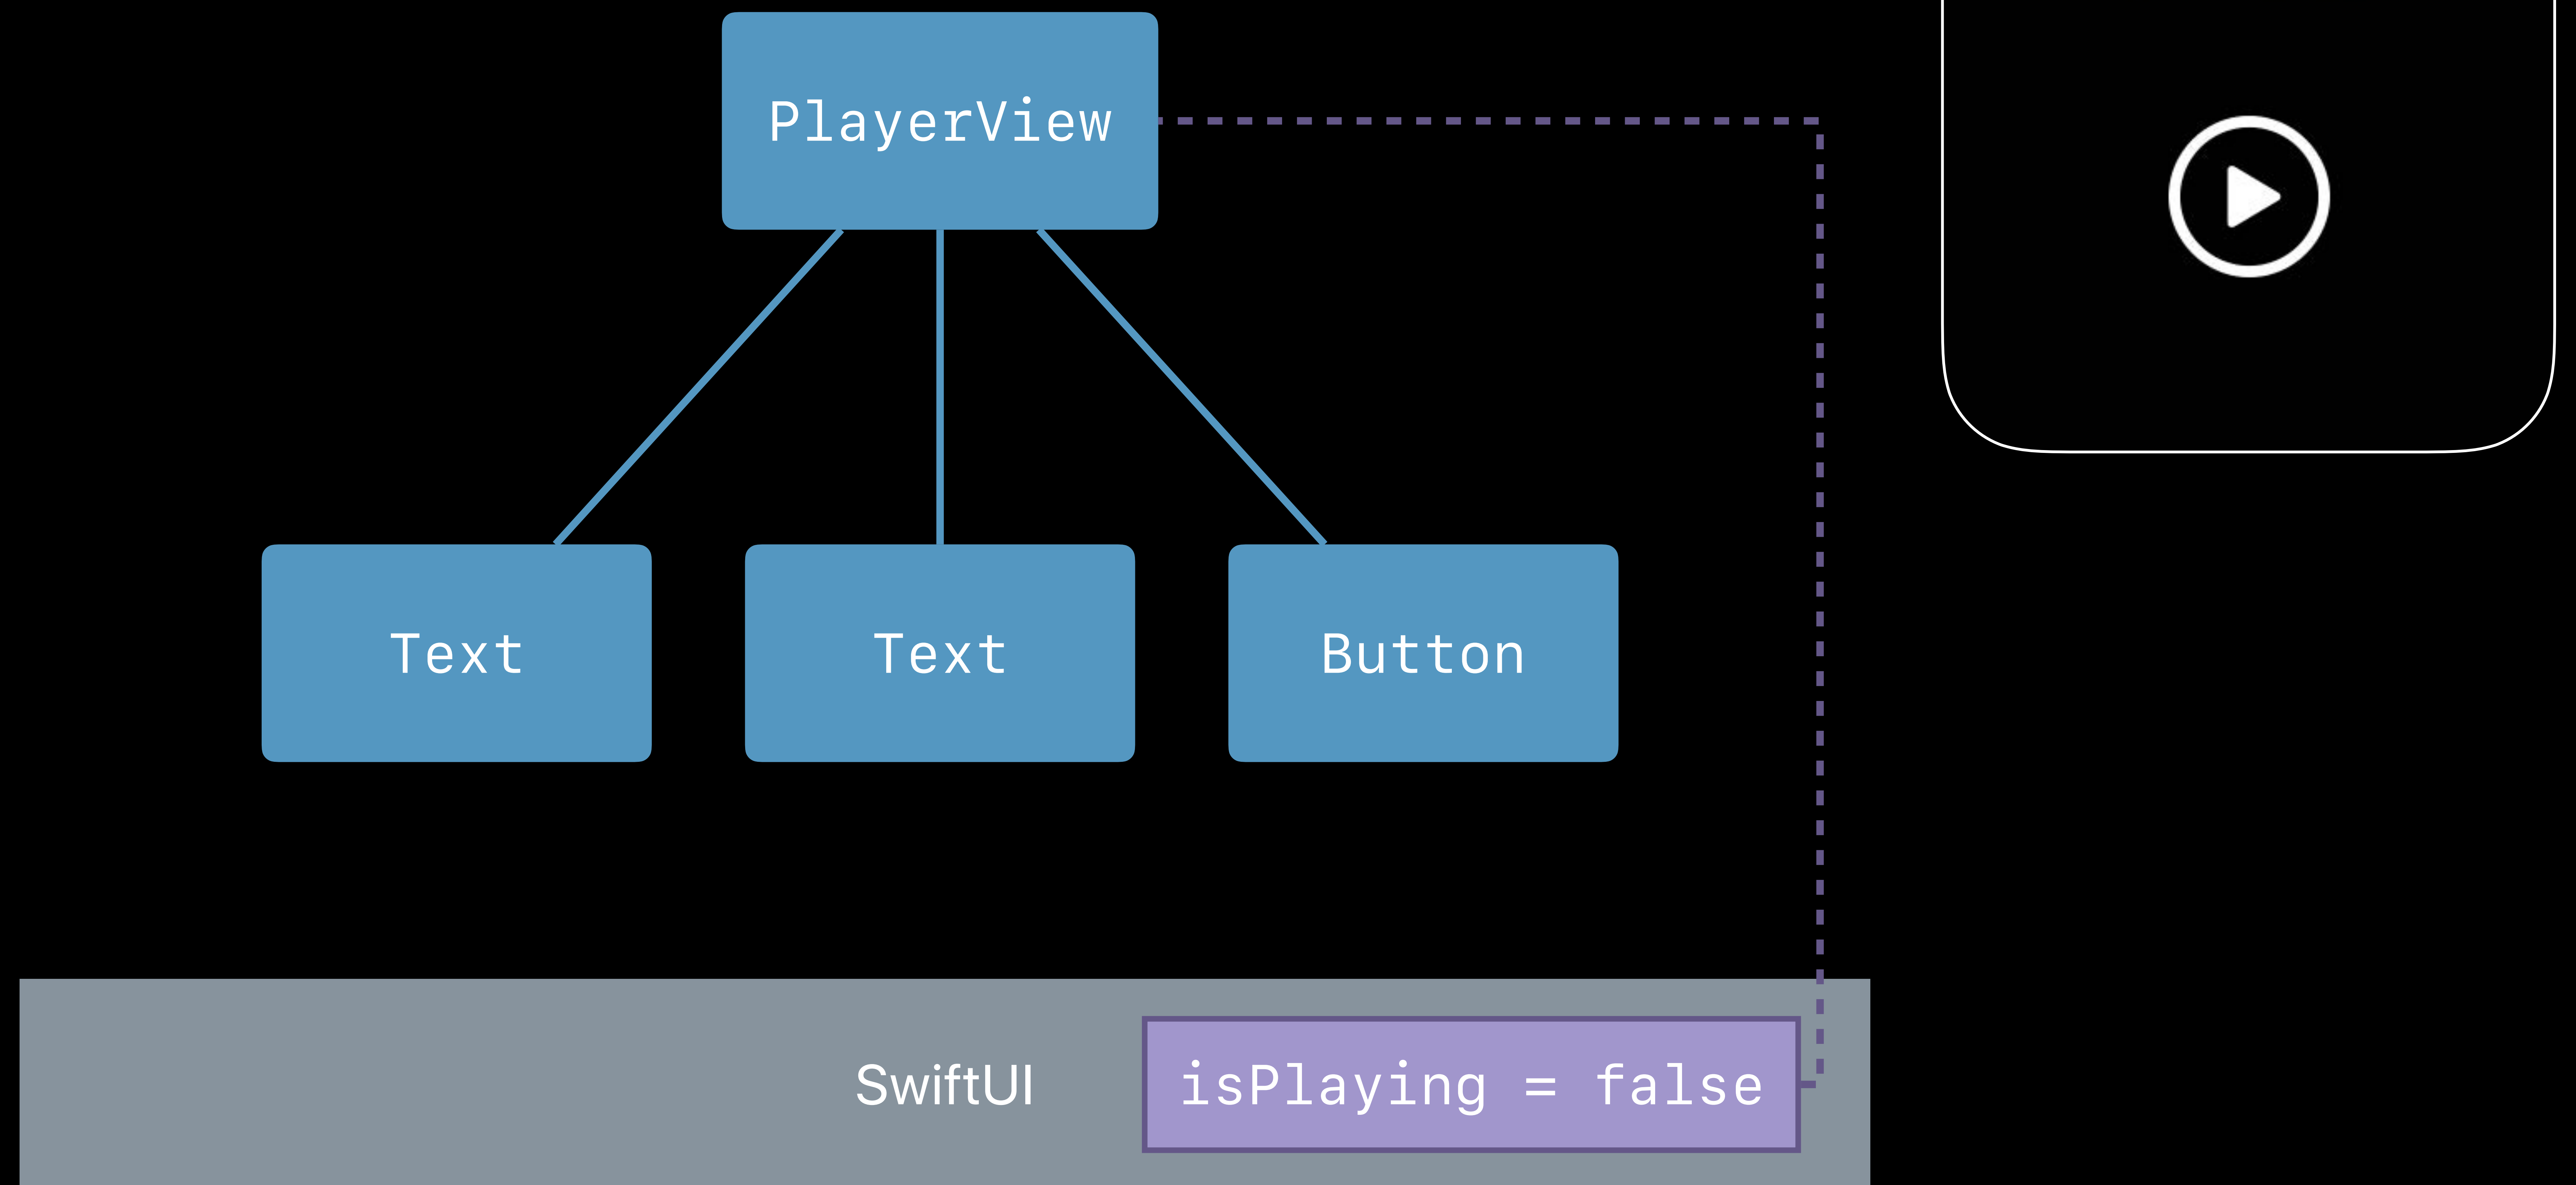 PlayerView
Text
Text
Button
SwiftUI
isPlaying = false